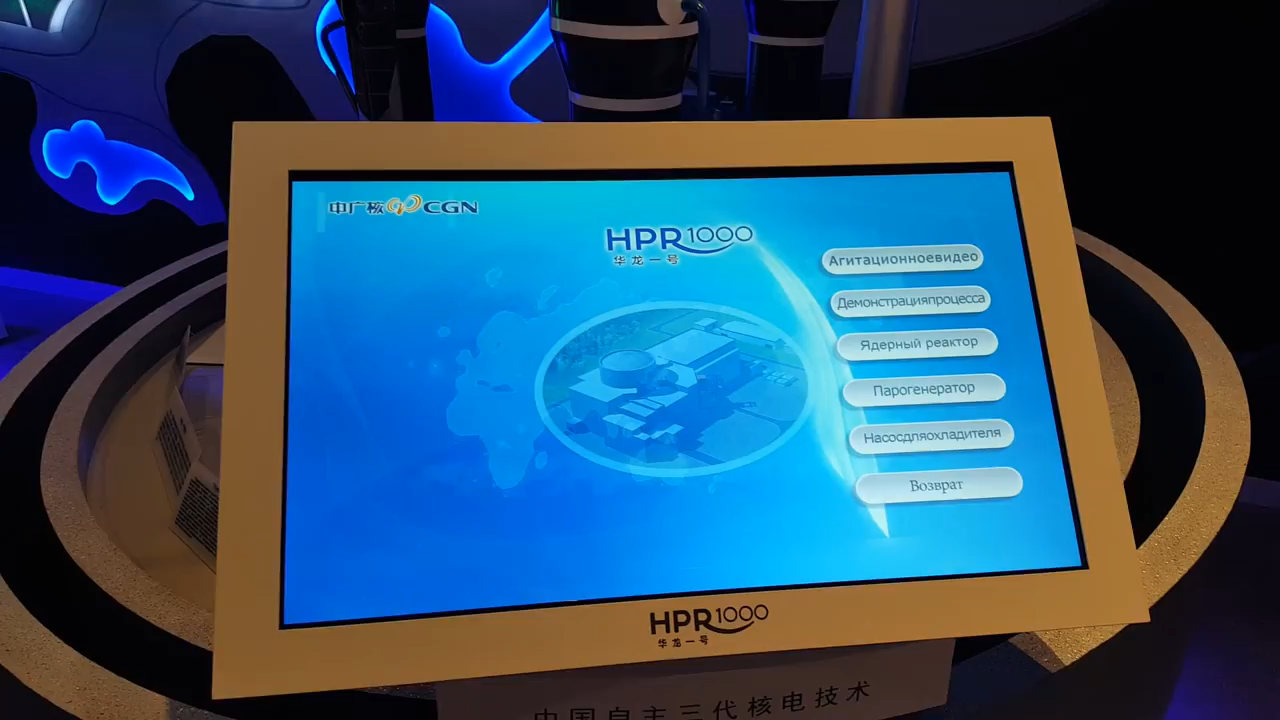 中广核 CGN
HPR1000
华龙一号
Агитационноевидео
Демонстрацияпроцесса
Ядерный реактор
Парогенератор
Насосдляохладителя
Возврат
HPR1000
华龙一号
中国自主三代核电技术